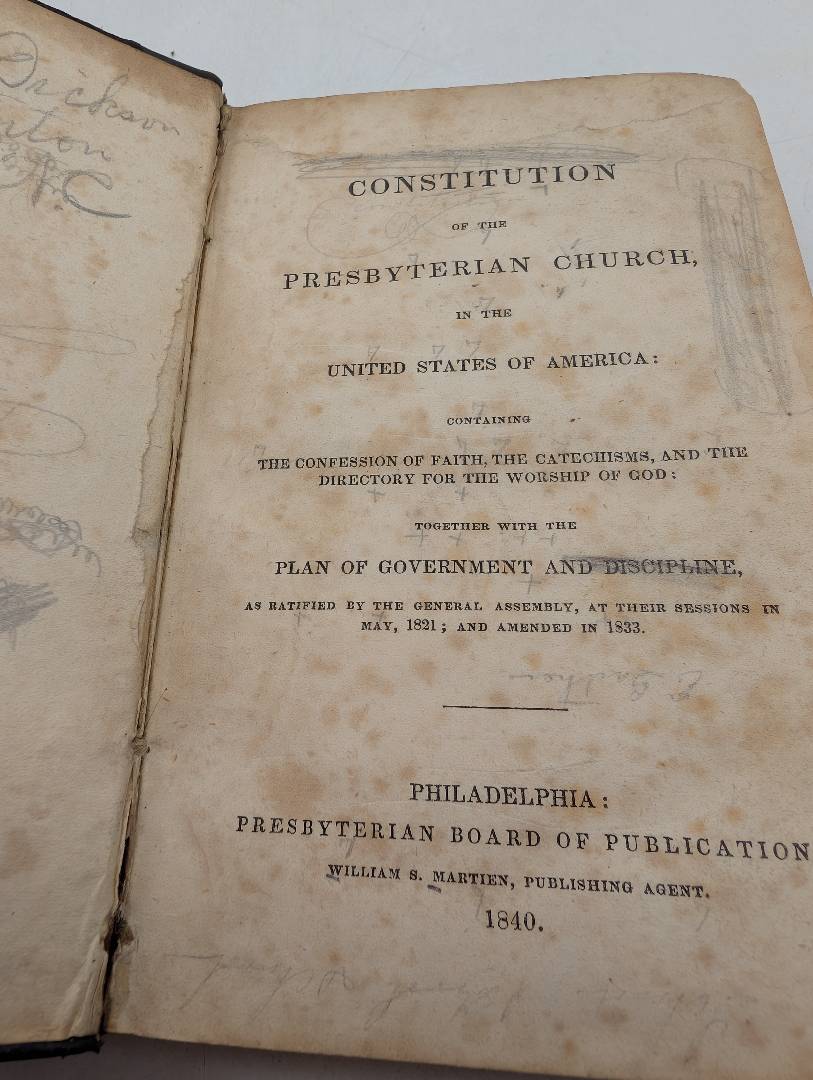 Drickson
N.C
CONSTITUTION
OF THE
PRESBYTERIAN CHURCH,
IN THE
UNITED STATES OF AMERICA:
CONTAINING
THE CONFESSION OF FAITH, THE CATECHISMS, AND THE
DIRECTORY FOR THE WORSHIP OF GOD:
TOGETHER WITH THE
PLAN OF GOVERNMENT AND DISCIPLINE,
AS RATIFIED BY THE GENERAL ASSEMBLY, AT THEIR SESSIONS IN
MAY, 1821; AND AMENDED IN 1833.
PHILADELPHIA:
PRESBYTERIAN BOARD OF PUBLICATION
WILLIAM S. MARTIEN, PUBLISHING AGENT.
1840.